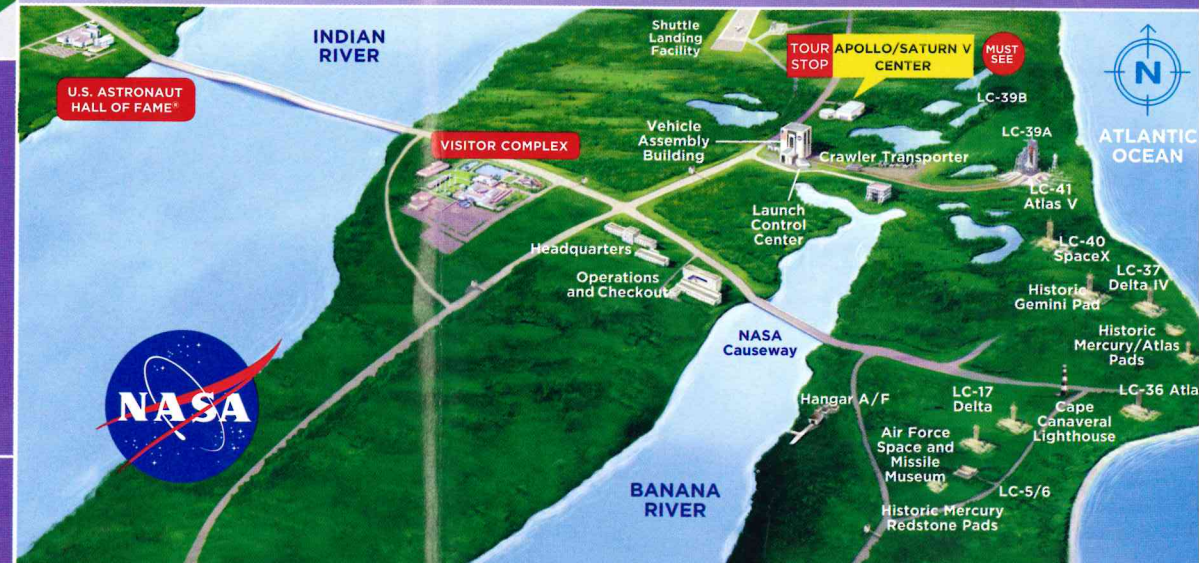 INDIAN
RIVER
Shuttle
Landing
Facility
TOUR
STOP
APOLLO/SATURN V
CENTER
MUST
SEE
N
ATLANTIC
OCEAN
U.S. ASTRONAUT
HALL OF FAME®
VISITOR COMPLEX
Vehicle
Assembly
Building
LC-39B
LC-39A
Crawler Transporter
LC-41
Atlas V
Launch
Control
Center
LC-40
SpaceX
Headquarters
Operations
and Checkout
LC-37
Delta IV
Historic
Gemini Pad
Historic
Mercury/Atlas
Pads
NASA
Causeway
NASA
Hangar A/F
LC-17
Delta
Cape
Canaveral
Lighthouse
LC-36 Atla
Air Force
Space and
Missile
Museum
LC-5/6
BANANA
RIVER
Historic Mercury
Redstone Pads